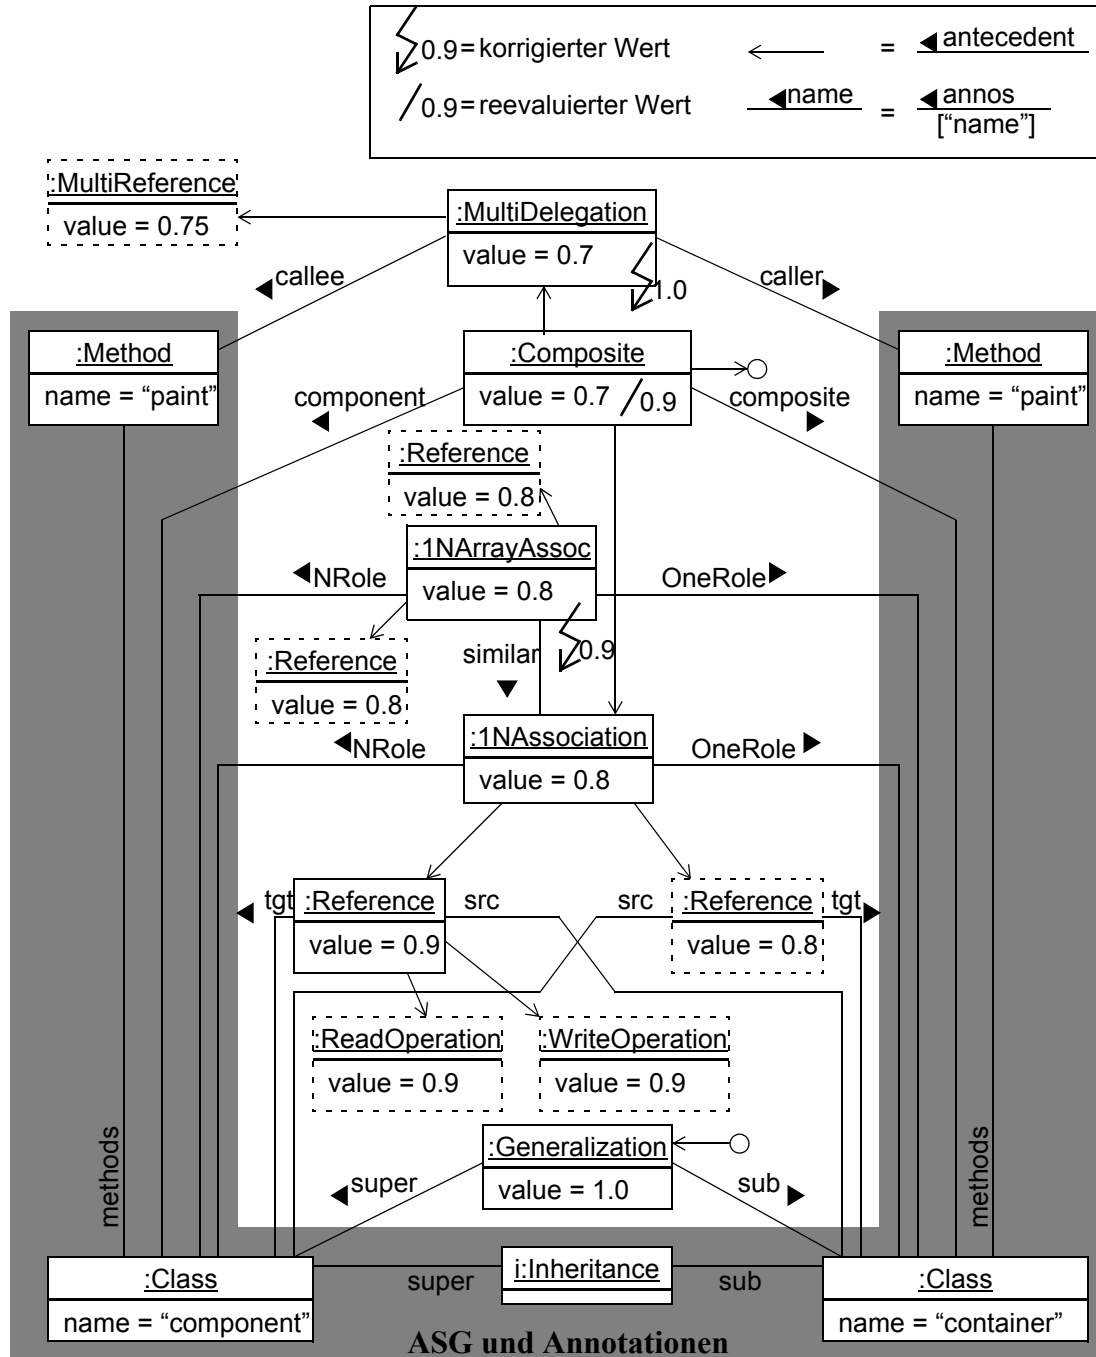 0.9 = korrigierter Wert
= antecedent
0.9 = reevaluierter Wert
name = annos
[“name”]
:MultiReference
value = 0.75
:MultiDelegation
value = 0.7
1.0
callee
caller
:Method
name = “paint”
:Composite
value = 0.7 0.9
:Method
name = “paint”
component
composite
:Reference
value = 0.8
:1NArrayAssoc
value = 0.8
NRole
OneRole
0.9
similar
:Reference
value = 0.8
:1NAssociation
value = 0.8
NRole
OneRole
tgt
:Reference
value = 0.9
src
src
:Reference
value = 0.8
tgt
:ReadOperation
value = 0.9
:WriteOperation
value = 0.9
:Generalization
value = 1.0
super
sub
methods
methods
:Class
name = “component”
super
i:Inheritance
sub
:Class
name = “container”
ASG und Annotationen